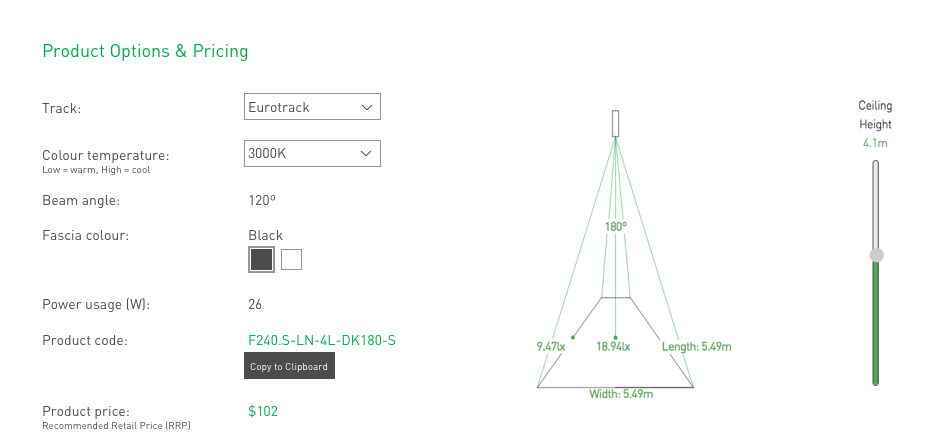 Product Options & Pricing
Track:
Eurotrack
Colour temperature:
Low = warm, High = cool
3000K
Beam angle:
120º
Fascia colour:
Black
Power usage (W):
26
Product code:
F240.S-LN-4L-DK180-S
Copy to Clipboard
Product price:
Recommended Retail Price (RRP)
$102
180º
9.47lx
18.94lx
Length: 5.49m
Width: 5.49m
Ceiling
Height
4.1m